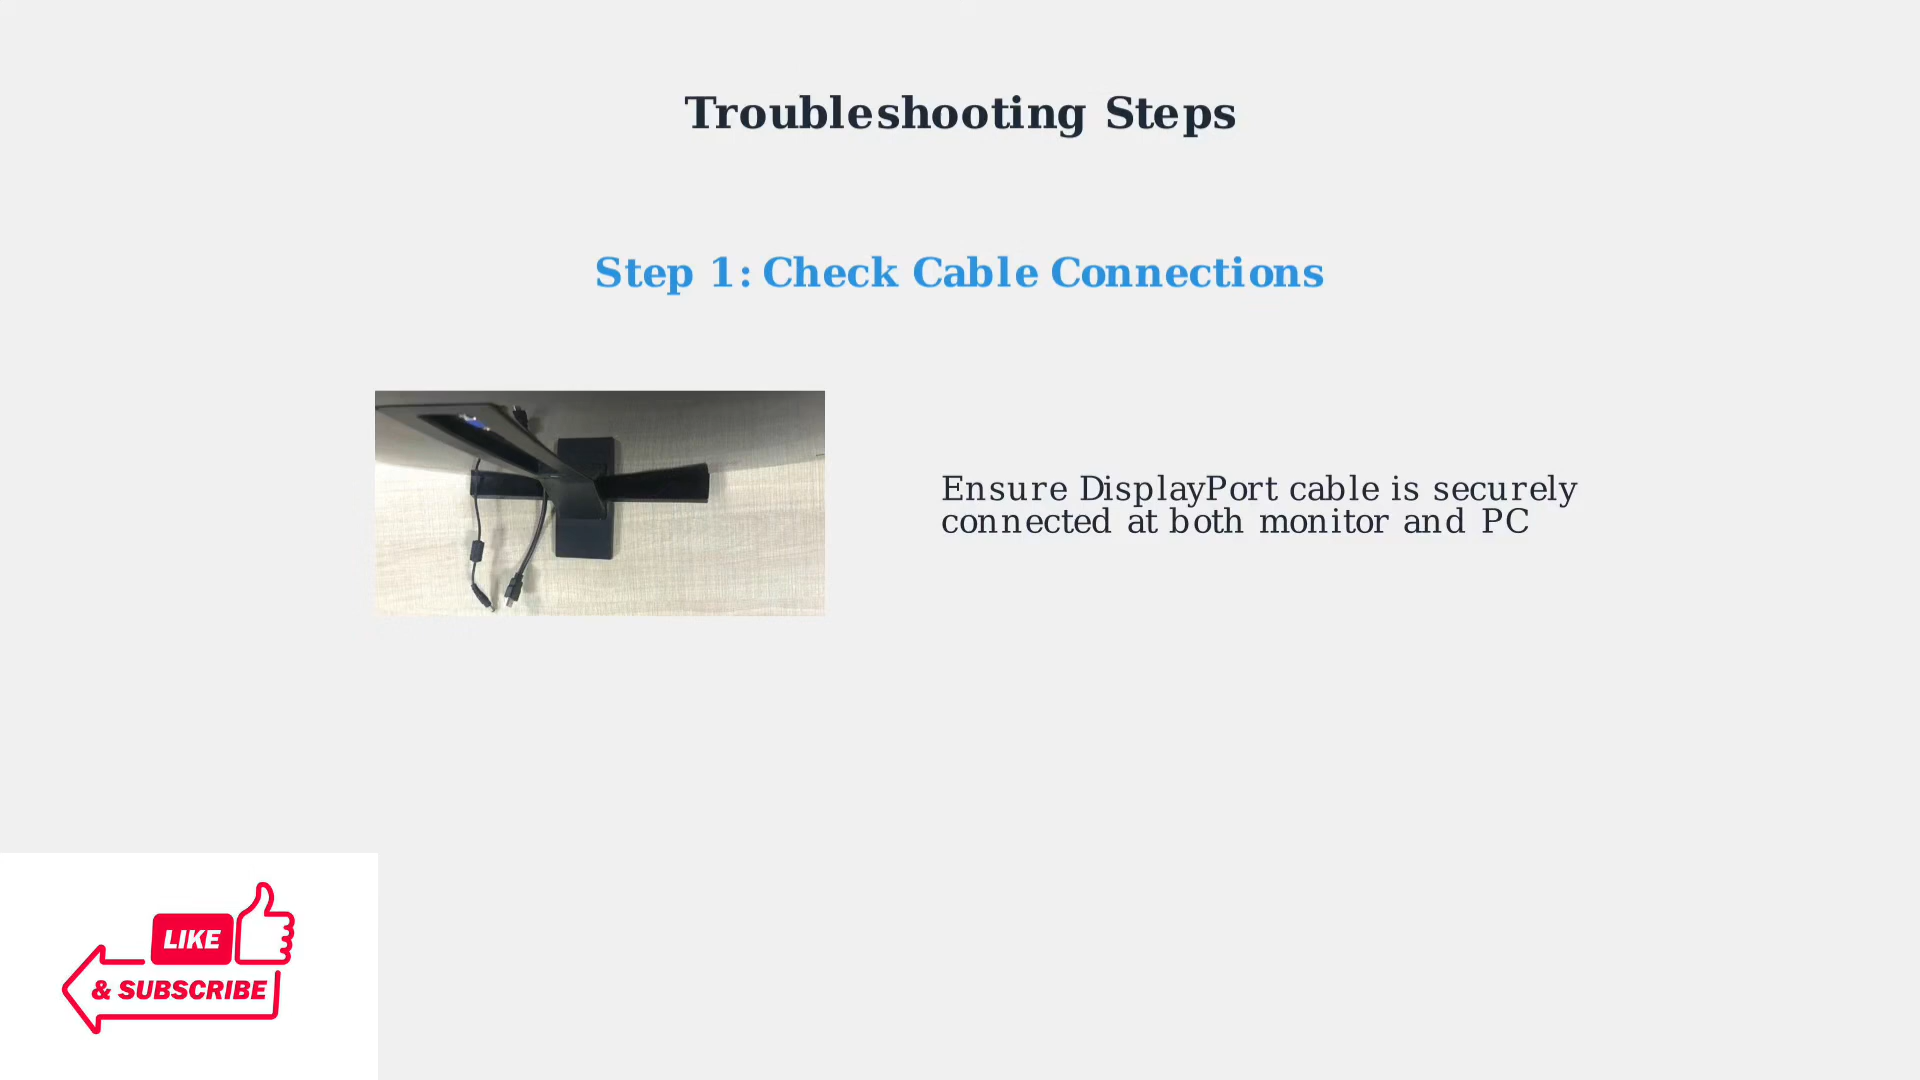 Troubleshooting Steps
Step 1: Check Cable Connections
Ensure DisplayPort cable is securely
connected at both monitor and PC
LIKE
& SUBSCRIBE